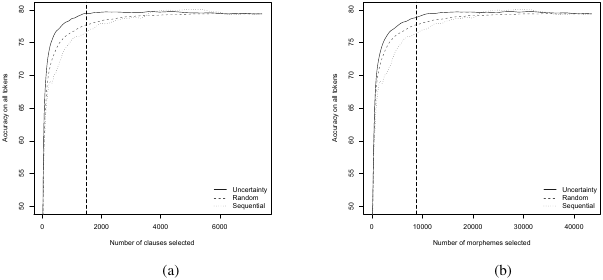 Accuracy on all tokens
80
75
70
65
60
55
50
0
2000
4000
6000
Number of clauses selected
Uncertainty
Random
Sequential
(a)
Accuracy on all tokens
80
75
70
65
60
55
50
0
10000
20000
30000
40000
Number of morphemes selected
Uncertainty
Random
Sequential
(b)